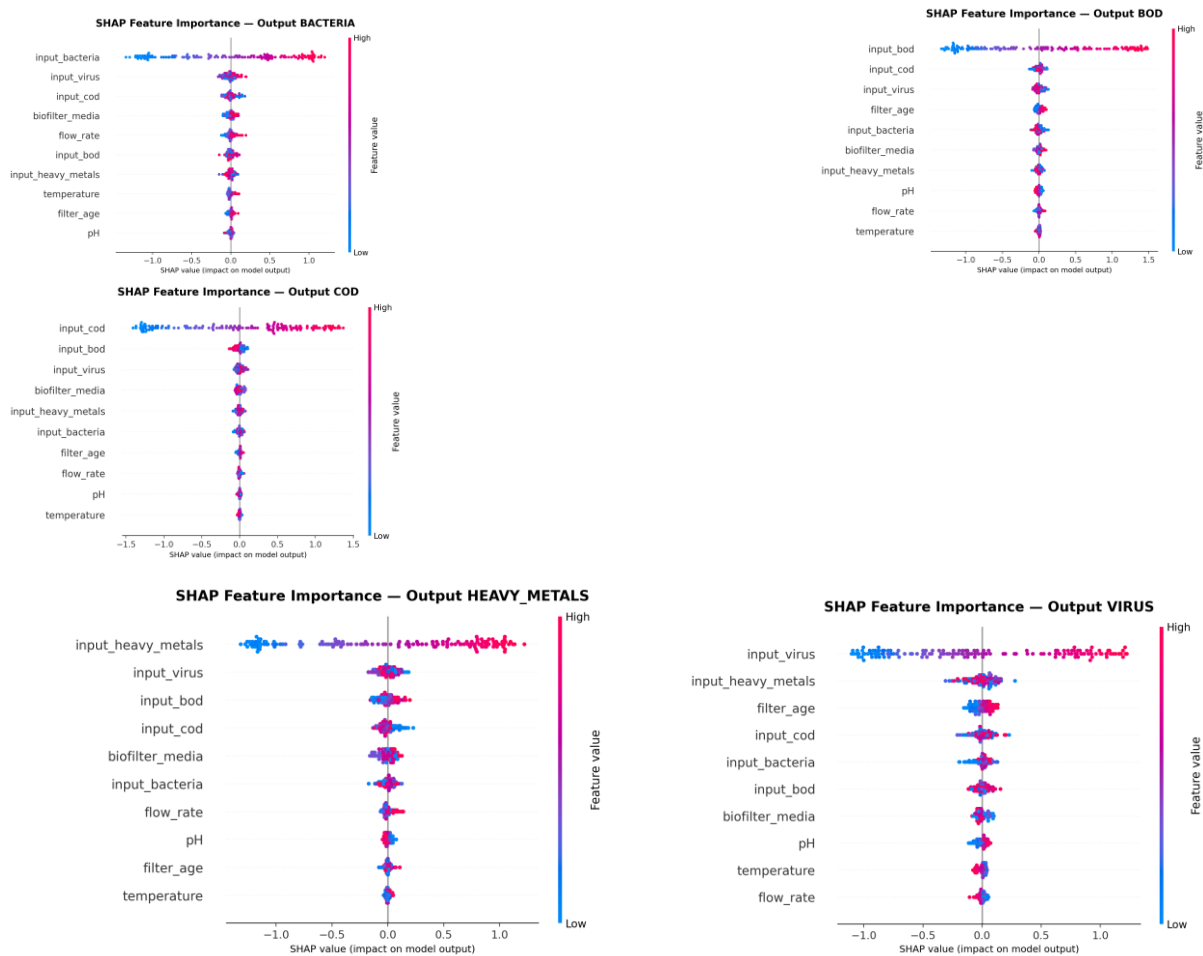 SHAP Feature Importance — Output BACTERIA
High
input_bacteria
input_virus
input_cod
biofilter_media
flow_rate
input_bod
input_heavy_metals
temperature
filter_age
pH
Feature value
Low
−1.0 −0.5 0.0 0.5 1.0
SHAP value (impact on model output)
SHAP Feature Importance — Output BOD
High
input_bod
input_cod
input_virus
filter_age
input_bacteria
biofilter_media
input_heavy_metals
pH
flow_rate
temperature
Feature value
Low
−1.0 −0.5 0.0 0.5 1.0 1.5
SHAP value (impact on model output)
SHAP Feature Importance — Output COD
High
input_cod
input_bod
input_virus
biofilter_media
input_heavy_metals
input_bacteria
filter_age
flow_rate
pH
temperature
Feature value
Low
−1.5 −1.0 −0.5 0.0 0.5 1.0 1.5
SHAP value (impact on model output)
SHAP Feature Importance — Output HEAVY_METALS
High
input_heavy_metals
input_virus
input_bod
input_cod
biofilter_media
input_bacteria
flow_rate
pH
filter_age
temperature
Feature value
Low
−1.0 −0.5 0.0 0.5 1.0
SHAP value (impact on model output)
SHAP Feature Importance — Output VIRUS
High
input_virus
input_heavy_metals
filter_age
input_cod
input_bacteria
input_bod
biofilter_media
pH
temperature
flow_rate
Feature value
Low
−1.0 −0.5 0.0 0.5 1.0
SHAP value (impact on model output)